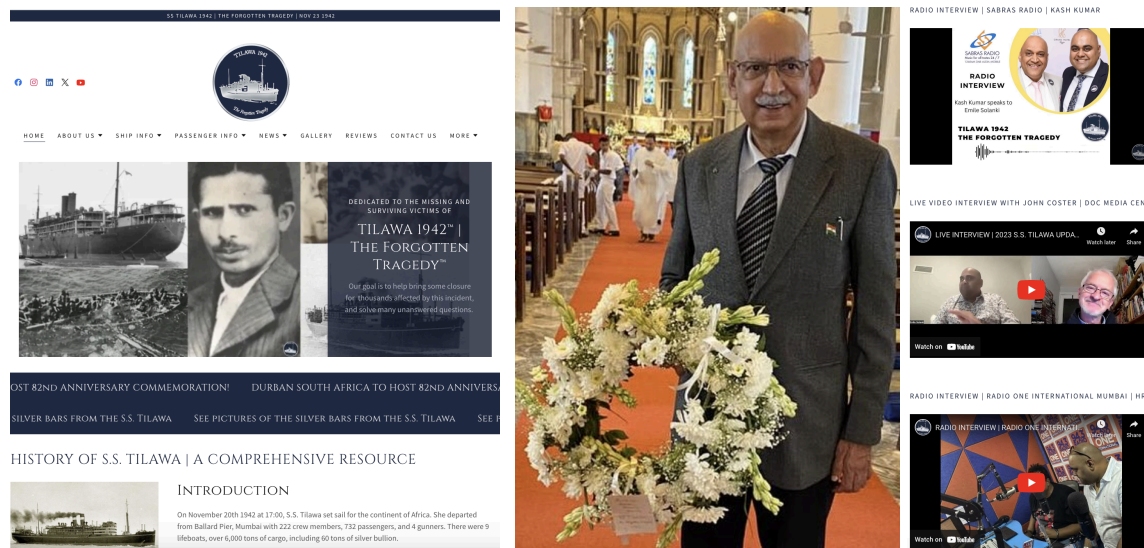 SS TILAWA 1942 | THE FORGOTTEN TRAGEDY | NOV 23 1942
TILAWA 1942
The Forgotten Tragedy
HOME ABOUT US SHIP INFO PASSENGER INFO NEWS GALLERY REVIEWS CONTACT US MORE
DEDICATED TO THE MISSING AND
SURVIVING VICTIMS OF
TILAWA 1942™ |
THE FORGOTTEN
TRAGEDY™
Our goal is to help bring some closure
for thousands affected by this incident,
and solve many unanswered questions.
OST 82ND ANNIVERSARY COMMEMORATION! DURBAN SOUTH AFRICA TO HOST 82ND ANNIVERSA
SILVER BARS FROM THE S.S. TILAWA SEE PICTURES OF THE SILVER BARS FROM THE S.S. TILAWA SEE P
HISTORY OF S.S. TILAWA | A COMPREHENSIVE RESOURCE
INTRODUCTION
On November 20th 1942 at 17:00, S.S. Tilawa set sail for the continent of Africa. She departed
from Ballard Pier, Mumbai with 222 crew members, 732 passengers, and 4 gunners. There were 9
lifeboats, over 6,000 tons of cargo, including 60 tons of silver bullion.
RADIO INTERVIEW | SABRAS RADIO | KASH KUMAR
SABRAS RADIO
RADIO
INTERVIEW
Kash Kumar speaks to
Emile Solanki
TILAWA 1942
THE FORGOTTEN TRAGEDY
LIVE VIDEO INTERVIEW WITH JOHN COSTER | DOC MEDIA CEN
LIVE INTERVIEW | 2023 S.S. TILAWA UPDA...
Watch later
Share
Watch on YouTube
RADIO INTERVIEW | RADIO ONE INTERNATIONAL MUMBAI | HR
RADIO INTERVIEW | RADIO ONE INTERNATI...
Watch later
Share
ONE
Watch on YouTube